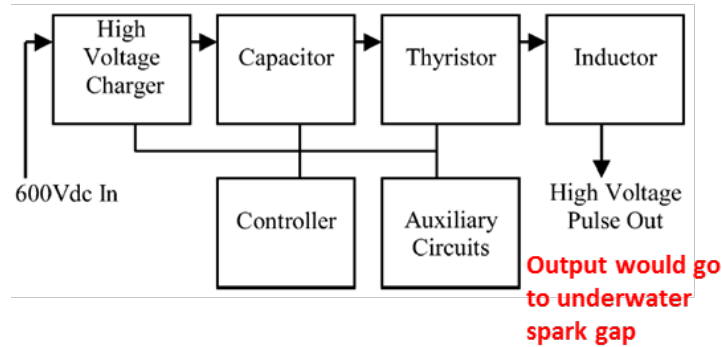 High
Voltage
Charger
Capacitor
Thyristor
Inductor
600Vdc In
Controller
Auxiliary
Circuits
High Voltage
Pulse Out
Output would go
to underwater
spark gap